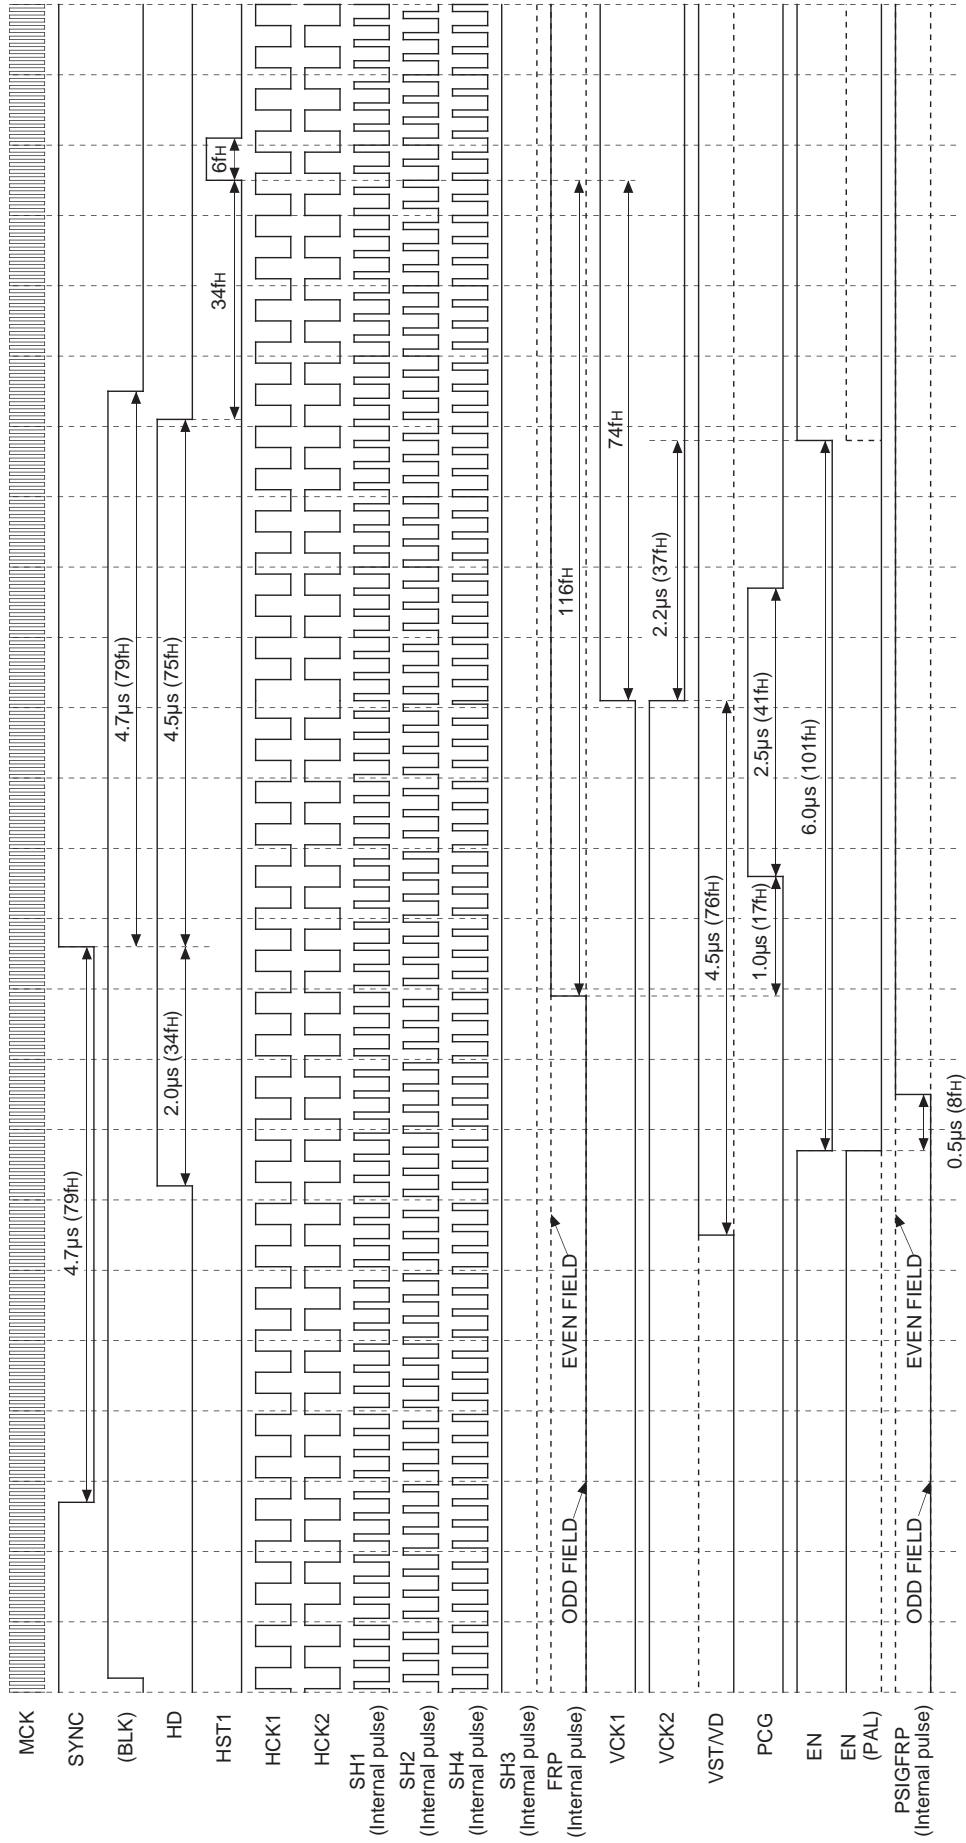 MCK
SYNC
4.7µs (79fH)
(BLK)
4.7µs (79fH)
HD
2.0µs (34fH)
4.5µs (75fH)
HST1
34fH
6fH
HCK1
HCK2
SH1
(Internal pulse)
SH2
(Internal pulse)
SH4
(Internal pulse)
SH3
(Internal pulse)
FRP
(Internal pulse)
ODD FIELD
EVEN FIELD
116fH
VCK1
74fH
VCK2
2.2µs (37fH)
VST/VD
4.5µs (76fH)
PCG
1.0µs (17fH)
2.5µs (41fH)
EN
6.0µs (101fH)
EN
(PAL)
PSIGFRP
(Internal pulse)
ODD FIELD
EVEN FIELD
0.5µs (8fH)